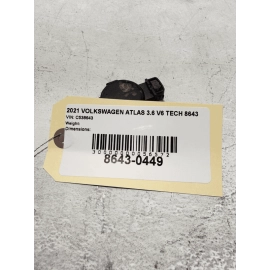 2021 VOLKSWAGEN ATLAS 3.6 V6 TECH 8643
VIN: C538643
Weight:
Dimensions:
8643-0449